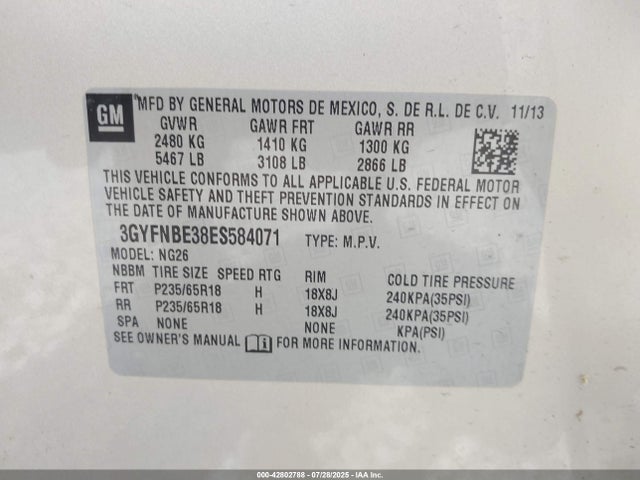 GM MFD BY GENERAL MOTORS DE MEXICO, S. DE R.L. DE C.V. 11/13
GVWR GAWR FRT GAWR RR
2480 KG 1410 KG 1300 KG
5467 LB 3108 LB 2866 LB
THIS VEHICLE CONFORMS TO ALL APPLICABLE U.S. FEDERAL MOTOR
VEHICLE SAFETY AND THEFT PREVENTION STANDARDS IN EFFECT ON
THE DATE OF MANUFACTURE SHOWN ABOVE.
3GYFNBE38ES584071 TYPE: M.P.V.
MODEL: NG26
NBBM TIRE SIZE SPEED RTG RIM COLD TIRE PRESSURE
FRT P235/65R18 H 18X8J 240KPA(35PSI)
RR P235/65R18 H 18X8J 240KPA(35PSI)
SPA NONE NONE KPA(PSI)
SEE OWNER'S MANUAL FOR MORE INFORMATION.
000-42802788 - 07/28/2025 - IAA Inc.